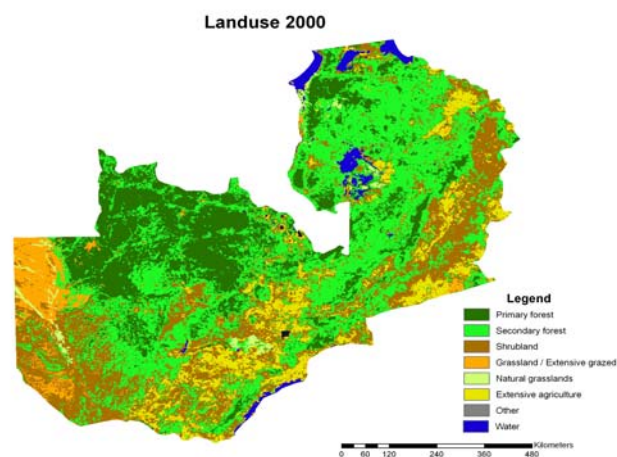 Landuse 2000
Legend
Primary forest
Secondary forest
Shrubland
Grassland / Extensive grazed
Natural grasslands
Extensive agriculture
Other
Water
Kilometers
0 30 60 120 240 360 480